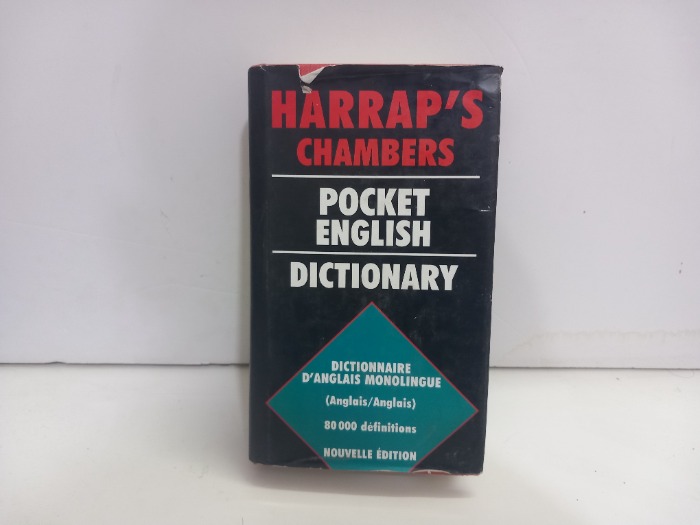 HARRAP'S
CHAMBERS
POCKET
ENGLISH
DICTIONARY
DICTIONNAIRE
D'ANGLAIS MONOLINGUE
(Anglais/Anglais)
80 000 définitions
NOUVELLE ÉDITION